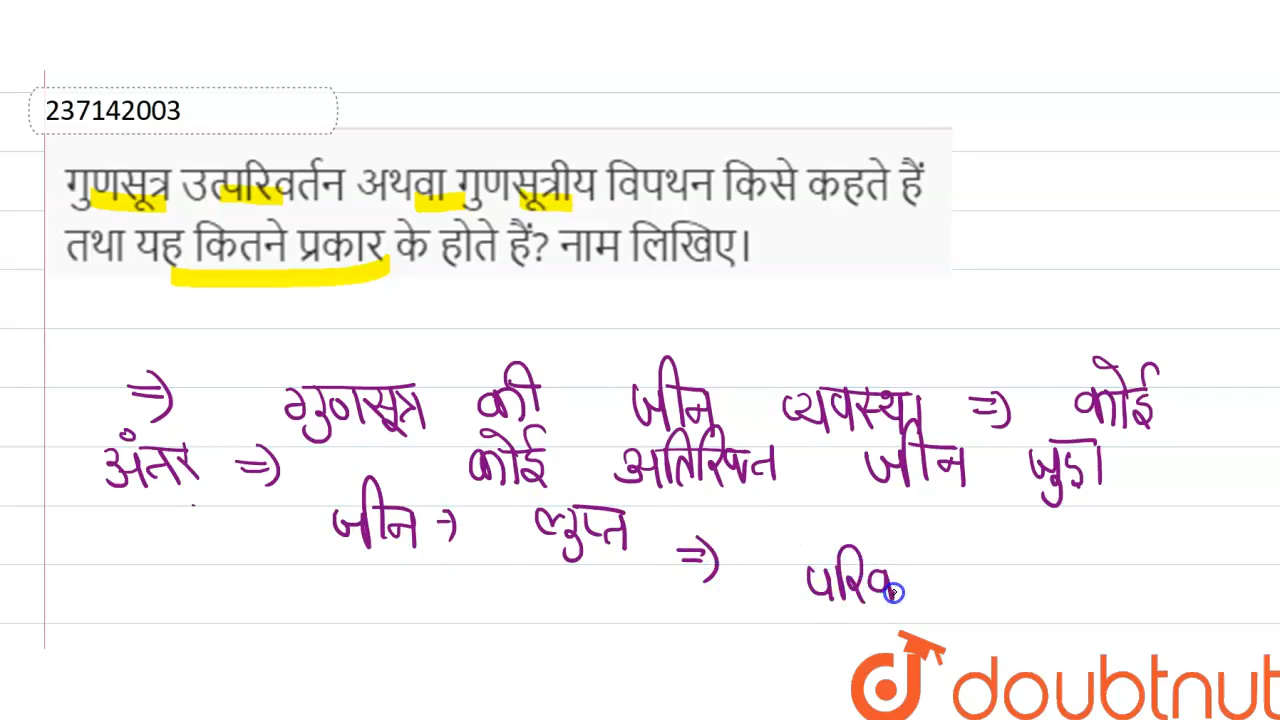 237142003
गुणसूत्र उत्परिवर्तन अथवा गुणसूत्रीय विपथन किसे कहते हैं
तथा यह कितने प्रकार के होते हैं? नाम लिखिए।
=> गुणसूत्र की जीन व्यवस्था => कोई
अंतर => कोई अतिरिक्त जीन जुड़ा
जीन -> लुप्त => परिव
doubtnut